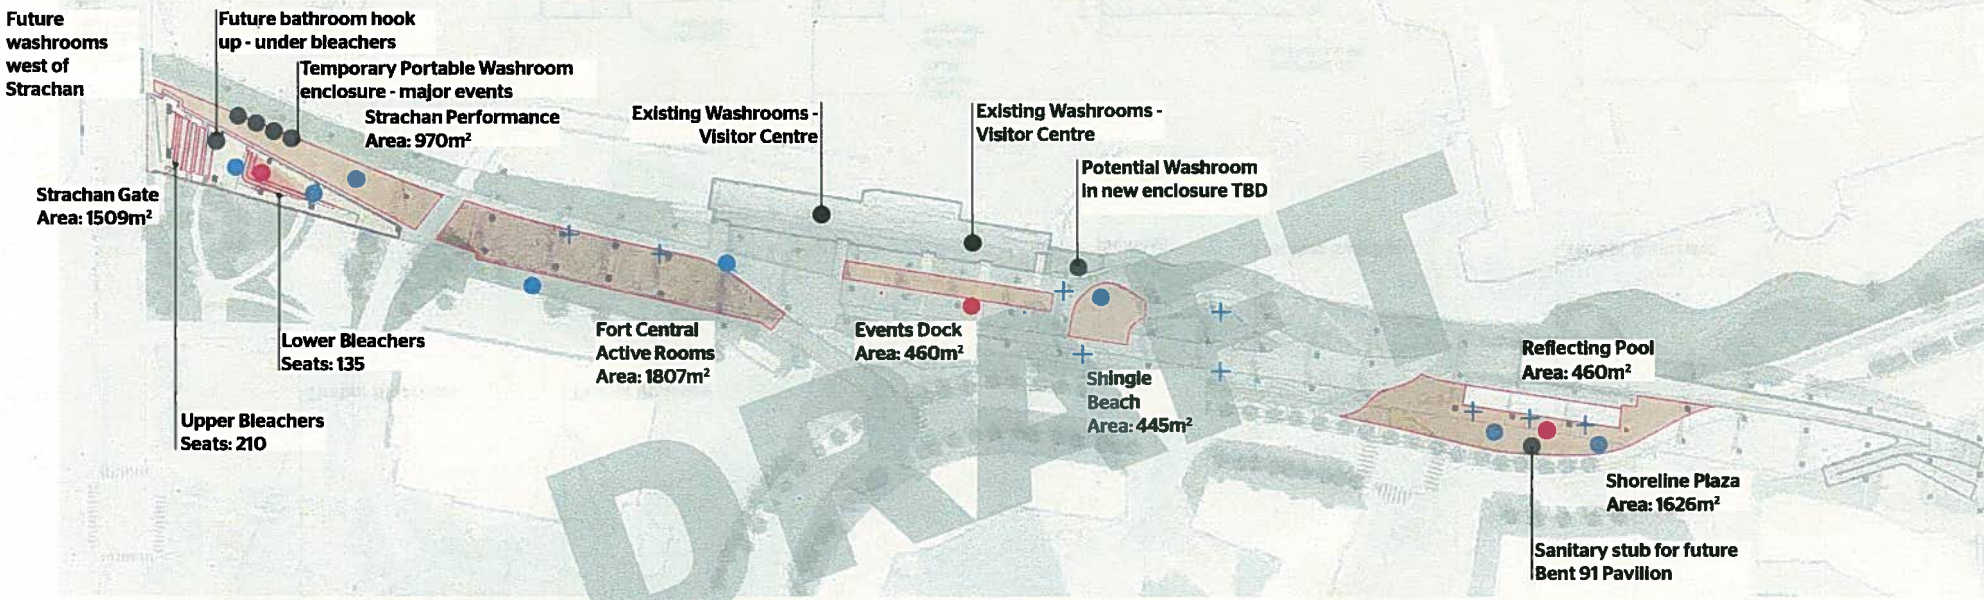 Future
washrooms
west of
Strachan
Future bathroom hook
up - under bleachers
Temporary Portable Washroom
enclosure - major events
Strachan Performance
Area: 970m²
Existing Washrooms -
Visitor Centre
Existing Washrooms -
Visitor Centre
Potential Washroom
in new enclosure TBD
Strachan Gate
Area: 1509m²
Lower Bleachers
Seats: 135
Upper Bleachers
Seats: 210
Fort Central
Active Rooms
Area: 1807m²
Events Dock
Area: 460m²
Shingle
Beach
Area: 445m²
Reflecting Pool
Area: 460m²
Shoreline Plaza
Area: 1626m²
Sanitary stub for future
Bent 91 Pavilion
DRAFT